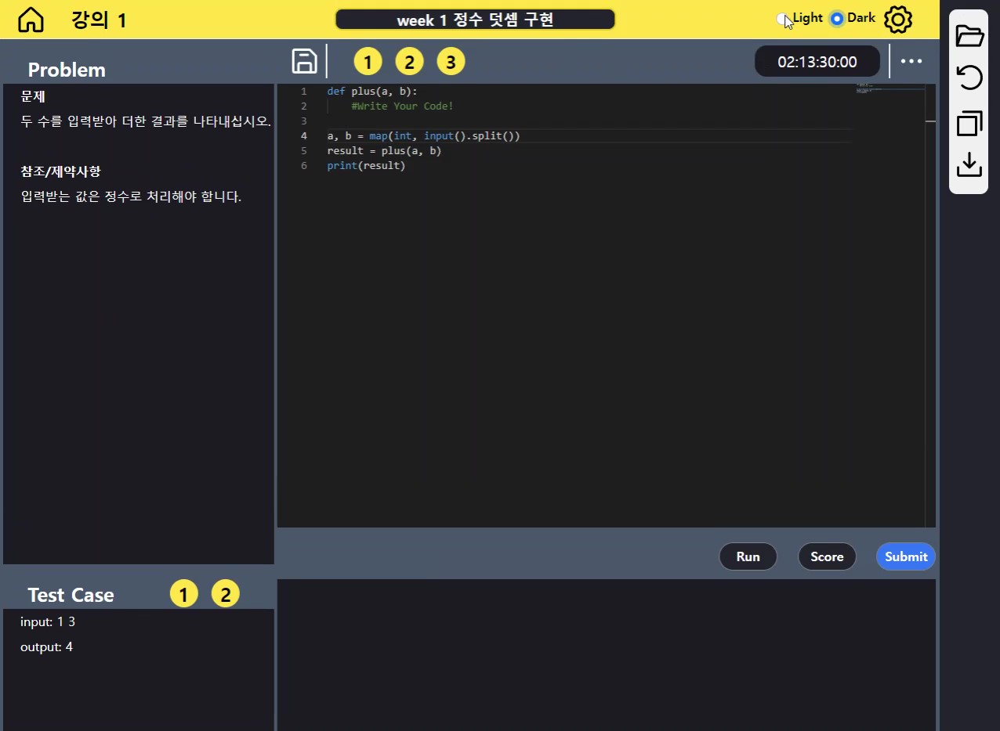 강의 1
week 1 정수 덧셈 구현
Light Dark
Problem
1 2 3
02:13:30:00
문제
두 수를 입력받아 더한 결과를 나타내십시오.
참조/제약사항
입력받는 값은 정수로 처리해야 합니다.
1 def plus(a, b):
2 #Write Your Code!
3
4 a, b = map(int, input().split())
5 result = plus(a, b)
6 print(result)
Run Score Submit
Test Case 1 2
input: 1 3
output: 4